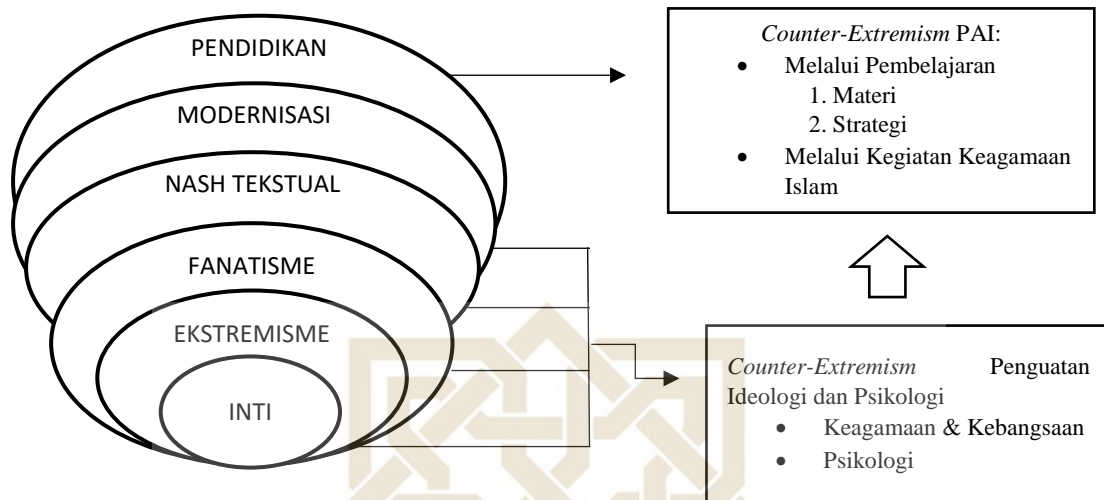 PENDIDIKAN
MODERNISASI
NASH TEKSTUAL
FANATISME
EKSTREMISME
INTI
Counter-Extremism PAI:
• Melalui Pembelajaran
1. Materi
2. Strategi
• Melalui Kegiatan Keagamaan
Islam
Counter-Extremism Penguatan
Ideologi dan Psikologi
• Keagamaan & Kebangsaan
• Psikologi